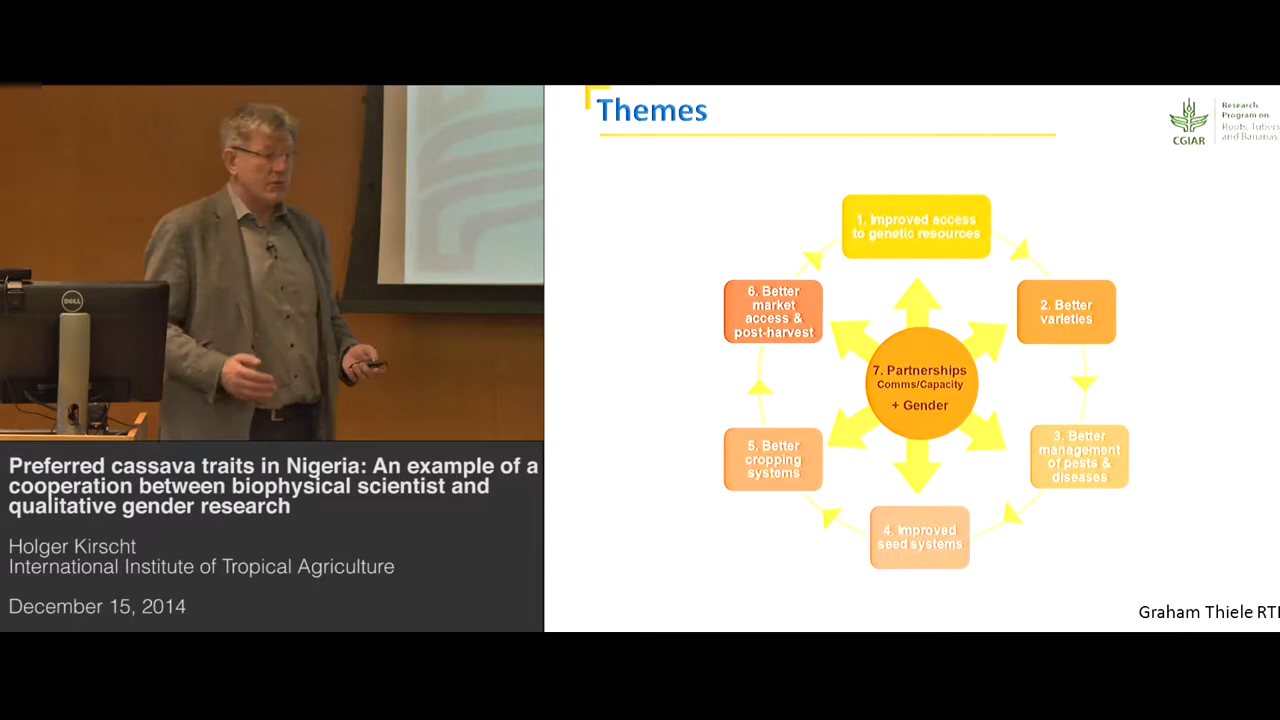 Themes
Research
Program on
Roots, Tubers
and Bananas
CGIAR
1. Improved access
to genetic resources
6. Better
market
access &
post-harvest
2. Better
varieties
7. Partnerships
Comms/Capacity
+ Gender
5. Better
cropping
systems
3. Better
management
of pests &
diseases
4. Improved
seed systems
Graham Thiele RT
DELL
Preferred cassava traits in Nigeria: An example of a
cooperation between biophysical scientist and
qualitative gender research
Holger Kirscht
International Institute of Tropical Agriculture
December 15, 2014